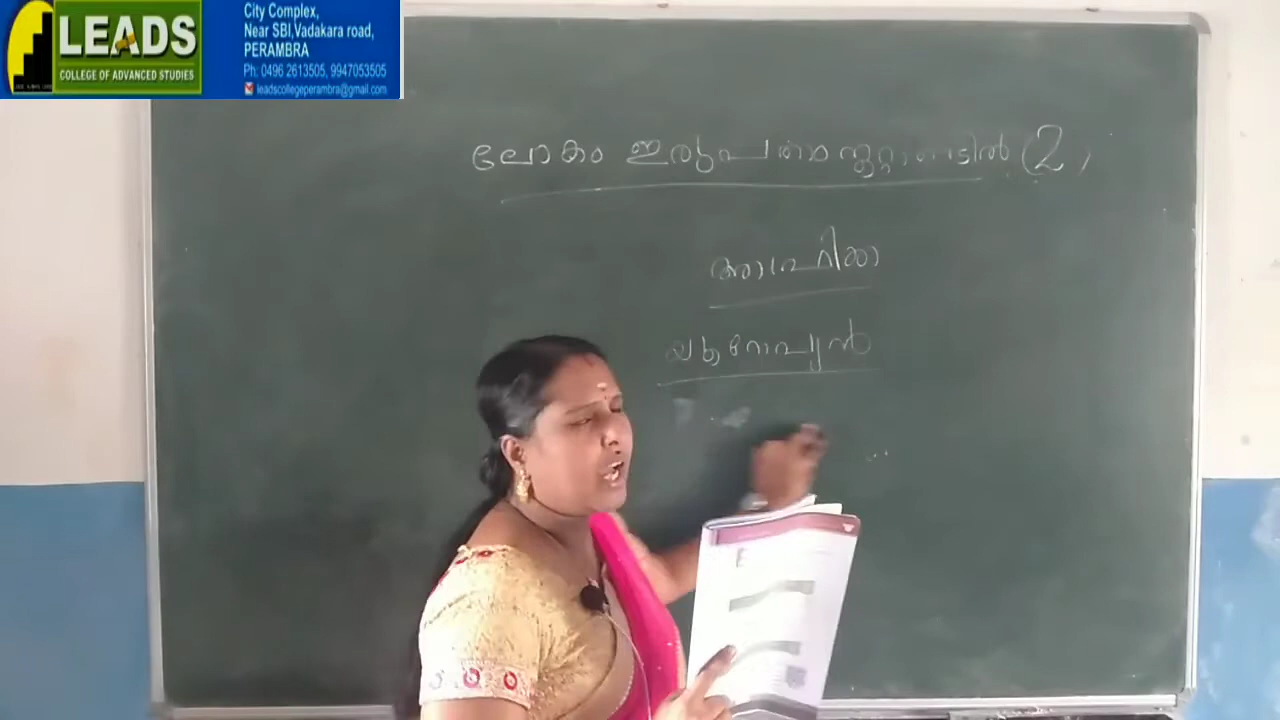 LEADS
COLLEGE OF ADVANCED STUDIES
City Complex,
Near SBI,Vadakara road,
PERAMBRA
Ph: 0496 2613505, 9947053505
leadscollegeperambra@gmail.com
ലോകം ഇരുപതാം നൂറ്റാണ്ടിൽ (2)
യൂറോപ്യൻ